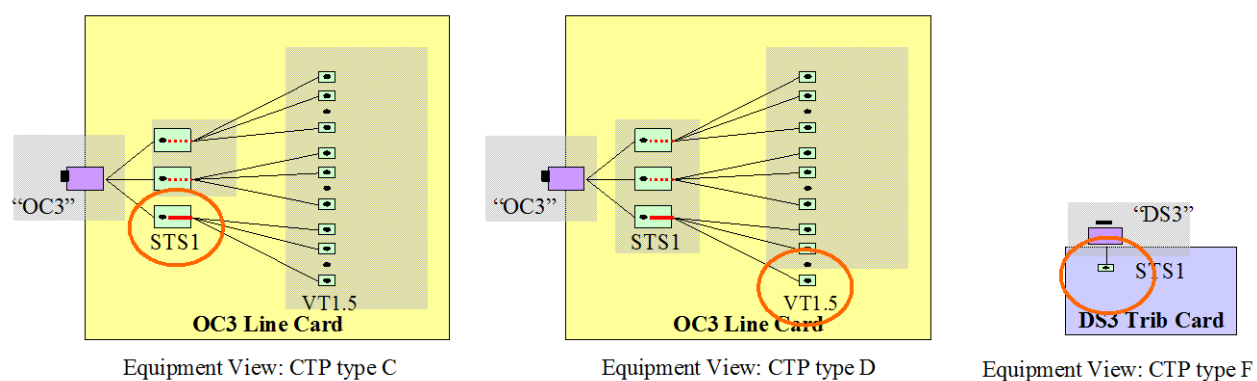 “OC3”
STS1
VT1.5
OC3 Line Card
Equipment View: CTP type C
“OC3”
STS1
VT1.5
OC3 Line Card
Equipment View: CTP type D
“DS3”
STS1
DS3 Trib Card
Equipment View: CTP type F